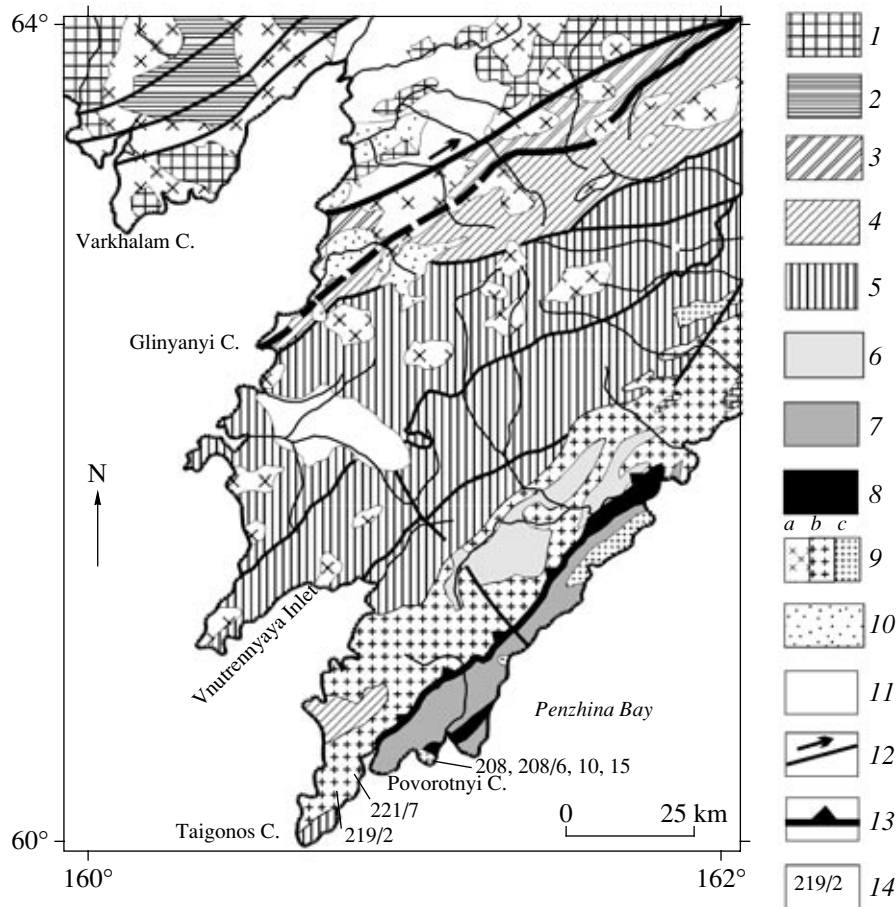 64°
Varkhalam C.
Glinyanyi C.
N
Vnutrennyaya Inlet
Penzhina Bay
208, 208/6, 10, 15
Povorotnyi C.
221/7
Taigonos C.
219/2
0 25 km
60°
160° 162°
1
2
3
4
5
6
7
8
a b c
9
10
11
12
13
219/2 14